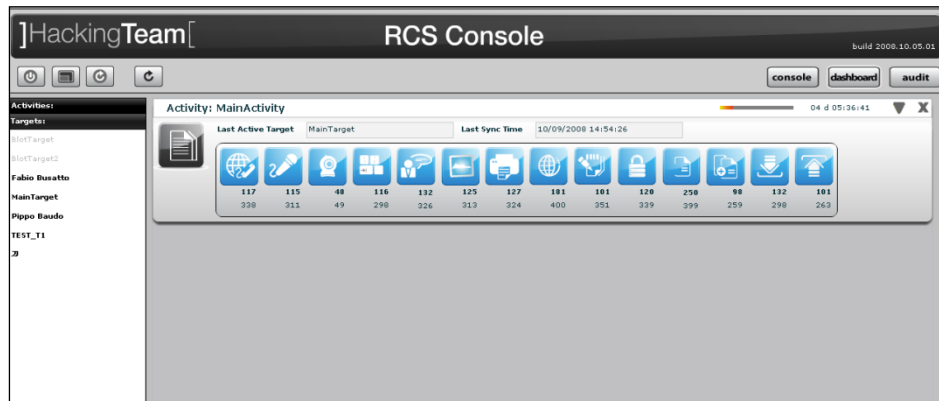 ]HackingTeam[
RCS Console
build 2008.10.05.01
console dashboard audit
Activities:
Targets:
SlotTarget
SlotTarget2
Fabio Busatto
MainTarget
Pippo Baudo
TEST_T1
Activity: MainActivity
04 d 05:36:41
X
Last Active Target MainTarget Last Sync Time 10/09/2008 14:54:26
117 115 48 116 132 125 127 181 101 120 250 98 132 101
338 311 49 298 326 313 324 400 351 339 399 259 298 263